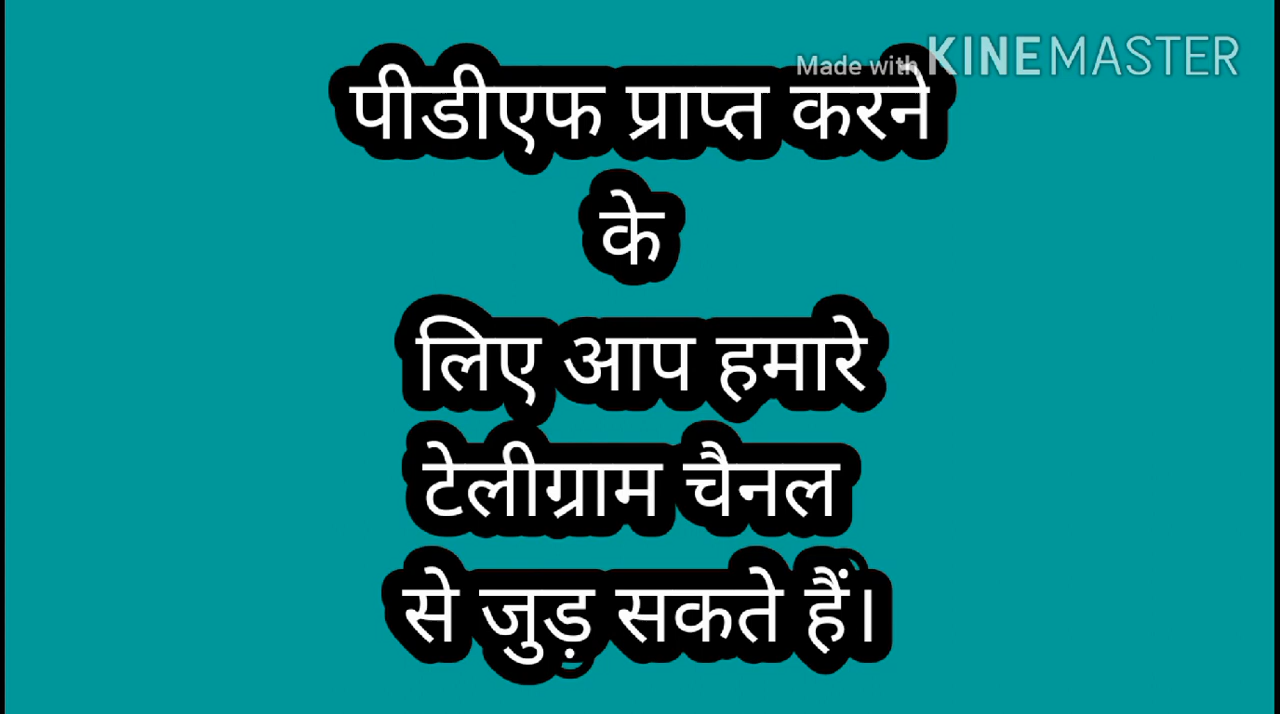 Made with KINEMASTER
पीडीएफ प्राप्त करने
के
लिए आप हमारे
टेलीग्राम चैनल
से जुड़ सकते हैं।